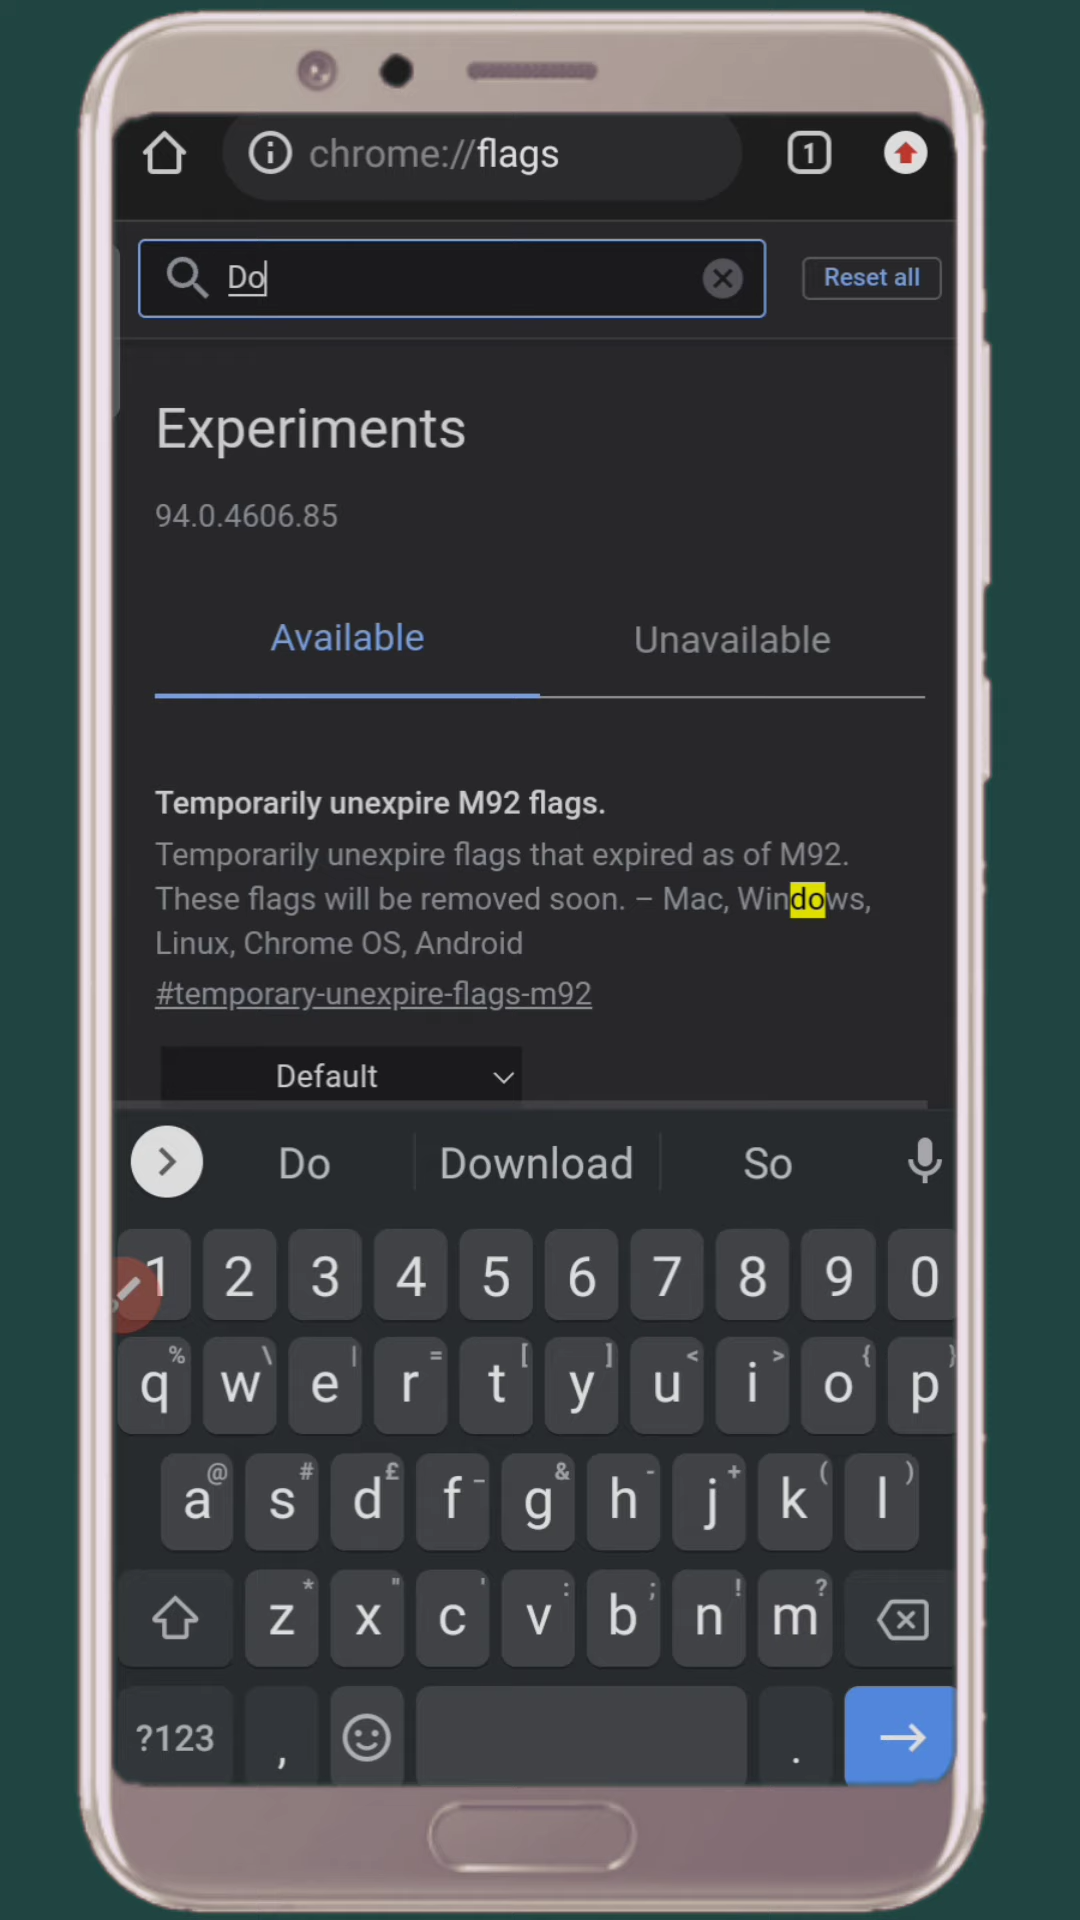 chrome://flags
1
Do
Reset all
Experiments
94.0.4606.85
Available
Unavailable
Temporarily unexpire M92 flags.
Temporarily unexpire flags that expired as of M92.
These flags will be removed soon. – Mac, Windows,
Linux, Chrome OS, Android
#temporary-unexpire-flags-m92
Default
Do
Download
So
1 2 3 4 5 6 7 8 9 0
% \ | = [ ] < > { }
q w e r t y u i o p
@ # £ _ & - + ( )
a s d f g h j k l
* " ' : ; ! ?
z x c v b n m
?123 , .